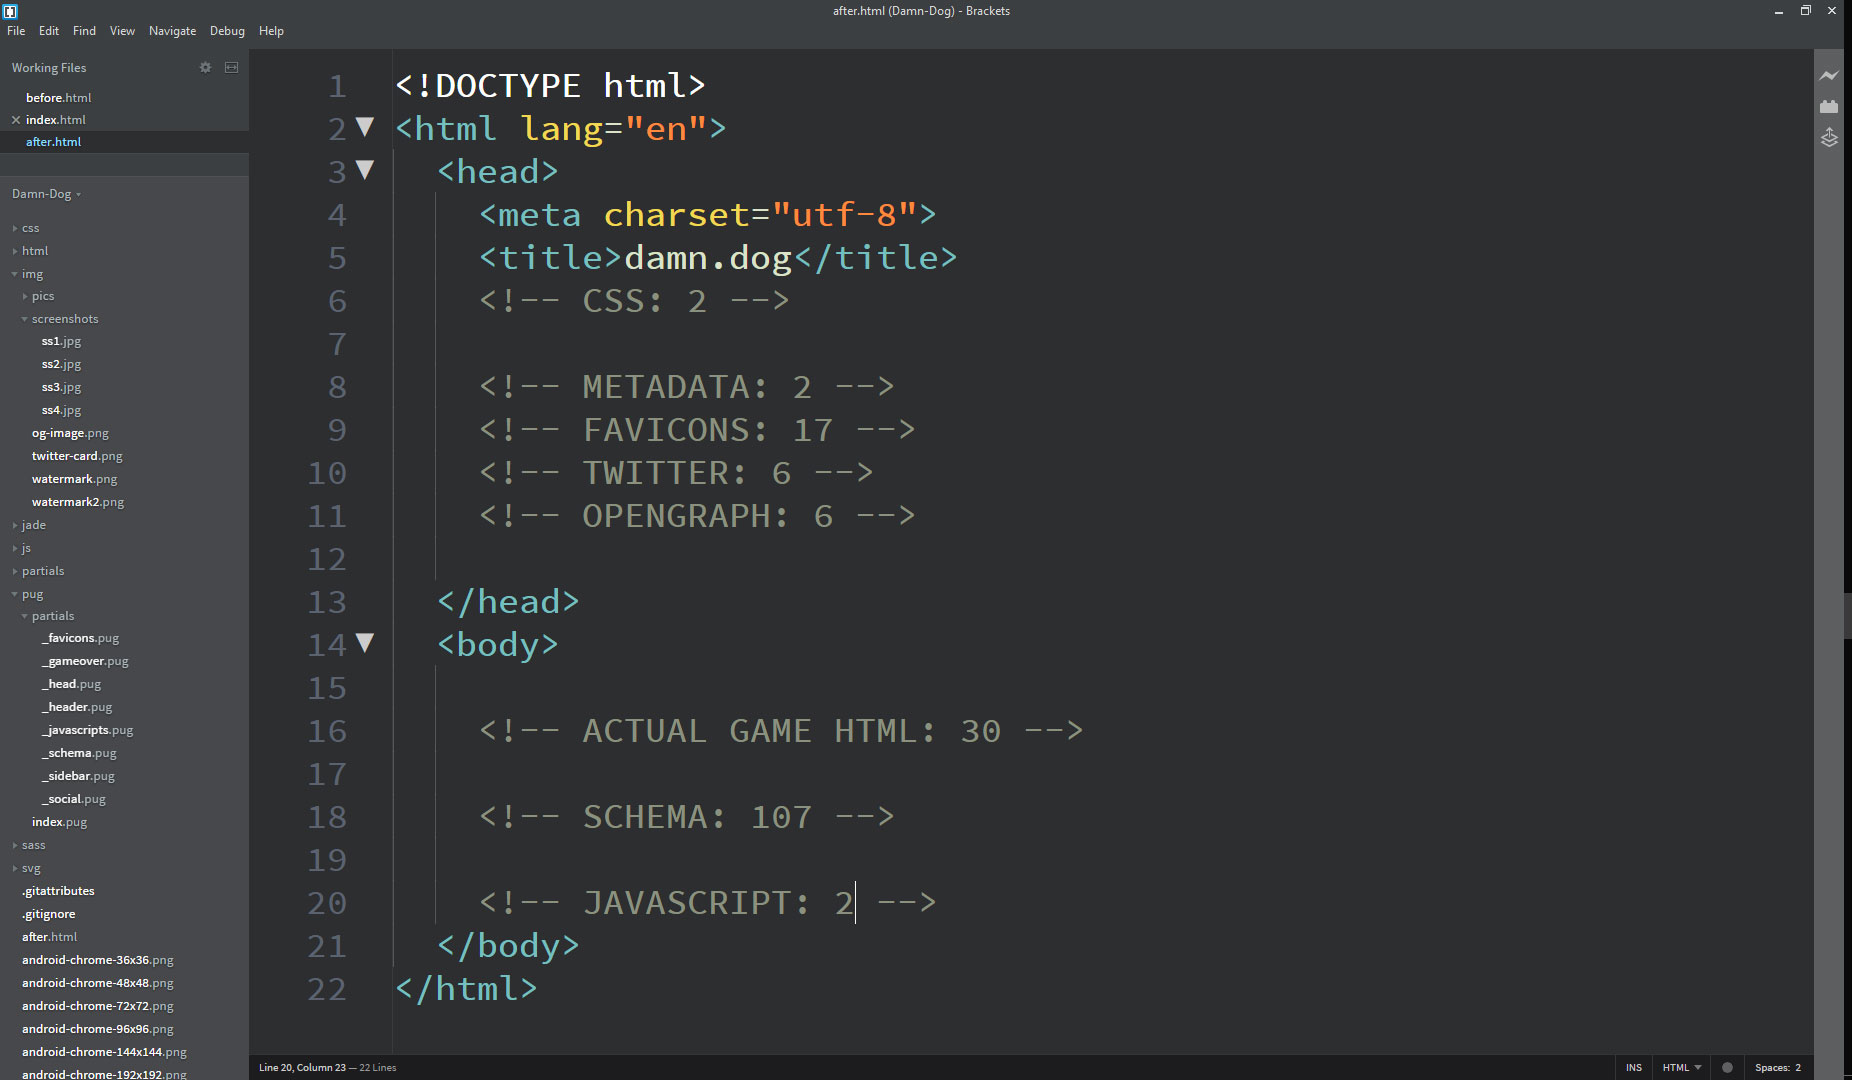 after.html (Damn-Dog) - Brackets
File Edit Find View Navigate Debug Help
Working Files
before.html
index.html
after.html
Damn-Dog
css
html
img
pics
screenshots
ss1.jpg
ss2.jpg
ss3.jpg
ss4.jpg
og-image.png
twitter-card.png
watermark.png
watermark2.png
jade
js
partials
pug
partials
_favicons.pug
_gameover.pug
_head.pug
_header.pug
_javascripts.pug
_schema.pug
_sidebar.pug
_social.pug
index.pug
sass
svg
.gitattributes
.gitignore
after.html
android-chrome-36x36.png
android-chrome-48x48.png
android-chrome-72x72.png
android-chrome-96x96.png
android-chrome-144x144.png
android-chrome-192x192.png
1 <!DOCTYPE html>
2 <html lang="en">
3 <head>
4 <meta charset="utf-8">
5 <title>damn.dog</title>
6 <!-- CSS: 2 -->
7
8 <!-- METADATA: 2 -->
9 <!-- FAVICONS: 17 -->
10 <!-- TWITTER: 6 -->
11 <!-- OPENGRAPH: 6 -->
12
13 </head>
14 <body>
15
16 <!-- ACTUAL GAME HTML: 30 -->
17
18 <!-- SCHEMA: 107 -->
19
20 <!-- JAVASCRIPT: 2 -->
21 </body>
22 </html>
Line 20, Column 23 — 22 Lines INS HTML Spaces: 2